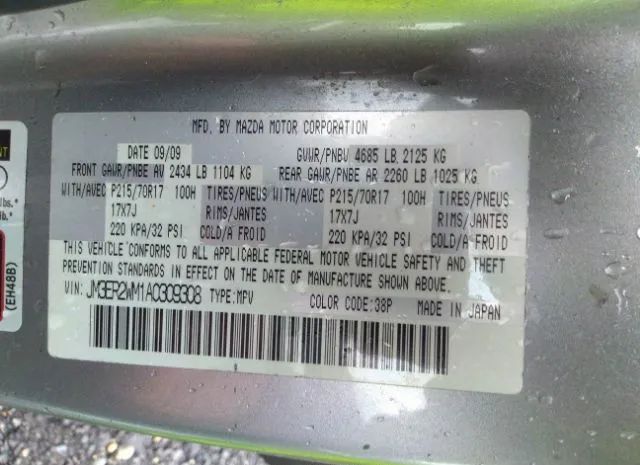 MFD. BY MAZDA MOTOR CORPORATION
DATE 09/09 GVWR/PNBV 4685 LB 2125 KG
FRONT GAWR/PNBE AV 2434 LB 1104 KG REAR GAWR/PNBE AR 2260 LB 1025 KG
WITH/AVEC P215/70R17 100H TIRES/PNEUS WITH/AVEC P215/70R17 100H TIRES/PNEUS
17X7J RIMS/JANTES 17X7J RIMS/JANTES
220 KPA/32 PSI COLD/A FROID 220 KPA/32 PSI COLD/A FROID
THIS VEHICLE CONFORMS TO ALL APPLICABLE FEDERAL MOTOR VEHICLE SAFETY AND THEFT
PREVENTION STANDARDS IN EFFECT ON THE DATE OF MANUFACTURE SHOWN ABOVE.
VIN: JM3ER2WM1A0309308 TYPE:MPV COLOR CODE:38P MADE IN JAPAN
lbs.*
lb.*
(EH48B)